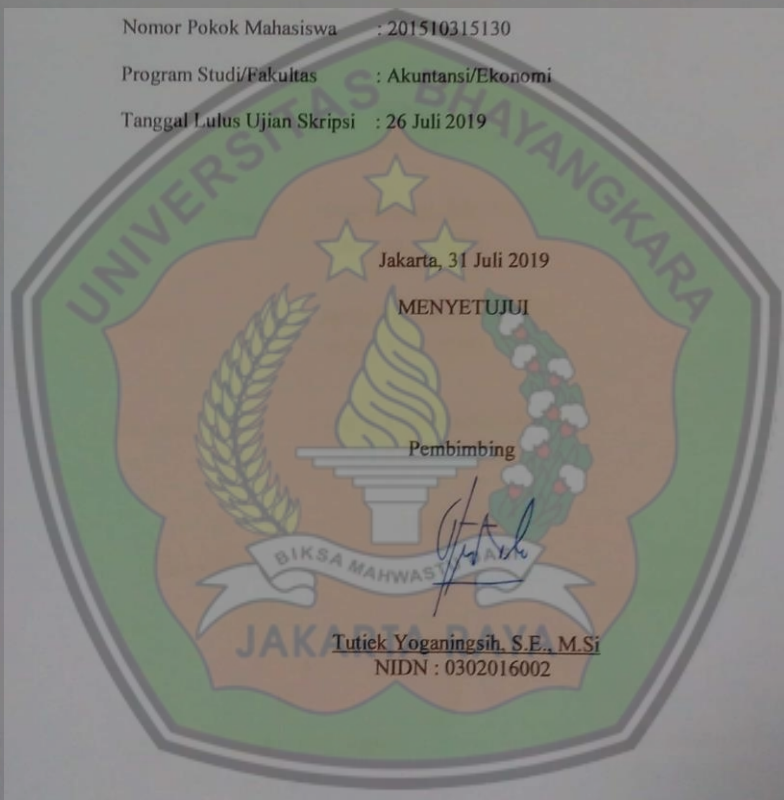 Nomor Pokok Mahasiswa : 201510315130
Program Studi/Fakultas : Akuntansi/Ekonomi
Tanggal Lulus Ujian Skripsi : 26 Juli 2019
UNIVERSITAS BHAYANGKARA
Jakarta, 31 Juli 2019
MENYETUJUI
Pembimbing
BIKSA MAHWASTU
JAKARTA RAYA
Tutiek Yoganingsih, S.E., M.Si
NIDN : 0302016002